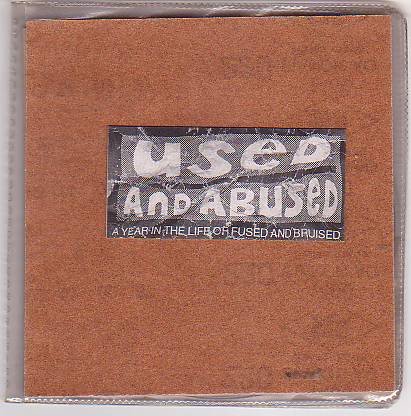 used
And ABUSED
A YEAR IN THE LIFE OF FUSED AND BRUISED